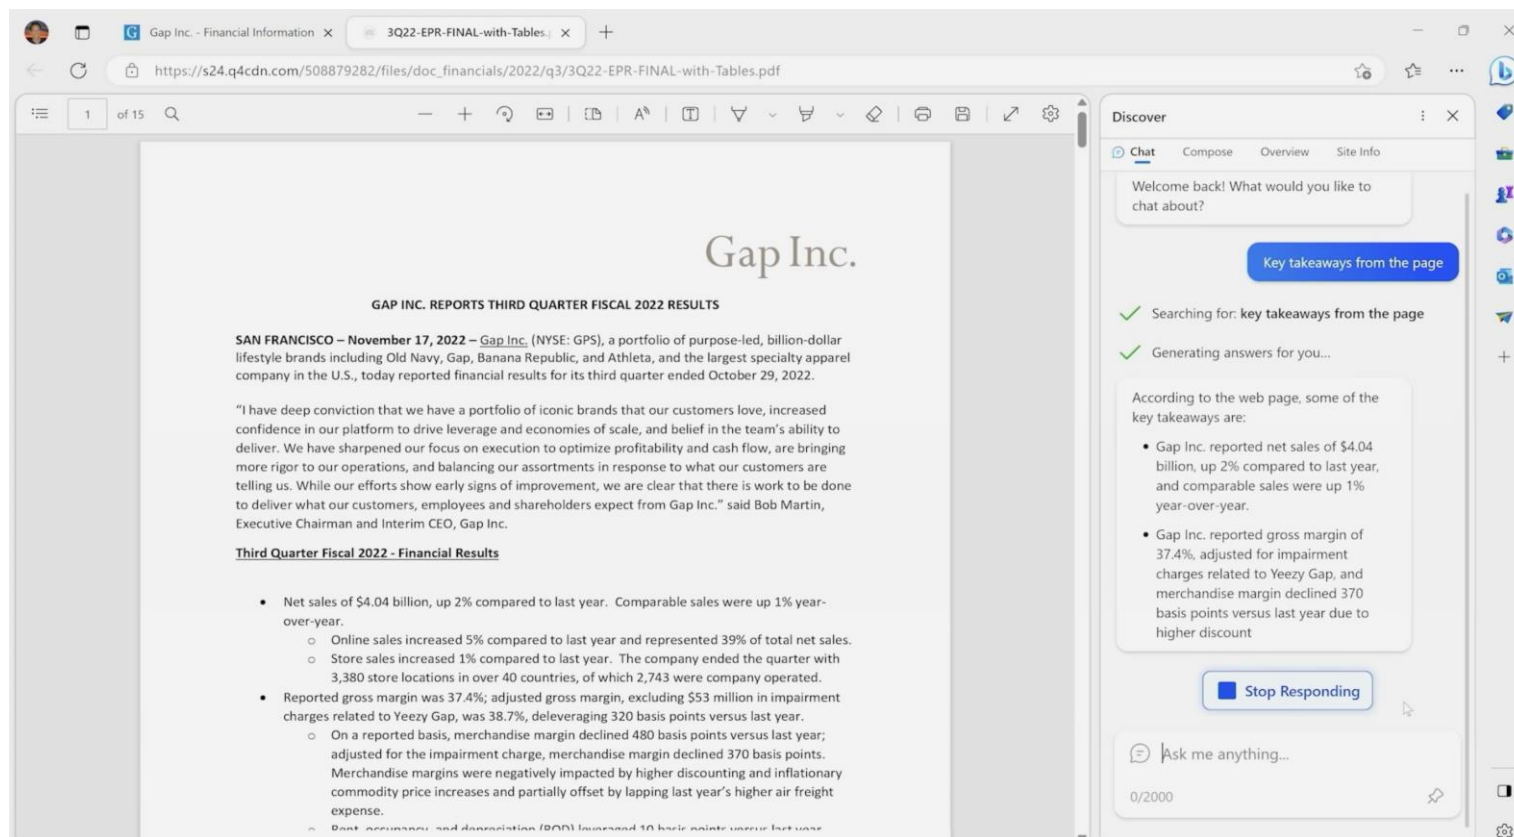 Gap Inc. - Financial Information
3Q22-EPR-FINAL-with-Tables.
https://s24.q4cdn.com/508879282/files/doc_financials/2022/q3/3Q22-EPR-FINAL-with-Tables.pdf
1 of 15
Gap Inc.
GAP INC. REPORTS THIRD QUARTER FISCAL 2022 RESULTS
SAN FRANCISCO – November 17, 2022 – Gap Inc. (NYSE: GPS), a portfolio of purpose-led, billion-dollar
lifestyle brands including Old Navy, Gap, Banana Republic, and Athleta, and the largest specialty apparel
company in the U.S., today reported financial results for its third quarter ended October 29, 2022.
“I have deep conviction that we have a portfolio of iconic brands that our customers love, increased
confidence in our platform to drive leverage and economies of scale, and belief in the team’s ability to
deliver. We have sharpened our focus on execution to optimize profitability and cash flow, are bringing
more rigor to our operations, and balancing our assortments in response to what our customers are
telling us. While our efforts show early signs of improvement, we are clear that there is work to be done
to deliver what our customers, employees and shareholders expect from Gap Inc.” said Bob Martin,
Executive Chairman and Interim CEO, Gap Inc.
Third Quarter Fiscal 2022 - Financial Results
• Net sales of $4.04 billion, up 2% compared to last year. Comparable sales were up 1% year-
over-year.
o Online sales increased 5% compared to last year and represented 39% of total net sales.
o Store sales increased 1% compared to last year. The company ended the quarter with
3,380 store locations in over 40 countries, of which 2,743 were company operated.
• Reported gross margin was 37.4%; adjusted gross margin, excluding $53 million in impairment
charges related to Yeezy Gap, was 38.7%, deleveraging 320 basis points versus last year.
o On a reported basis, merchandise margin declined 480 basis points versus last year;
adjusted for the impairment charge, merchandise margin declined 370 basis points.
Merchandise margins were negatively impacted by higher discounting and inflationary
commodity price increases and partially offset by lapping last year’s higher air freight
expense.
o Rent, occupancy, and depreciation (ROD) leveraged 10 basis points versus last year
Discover
Chat Compose Overview Site Info
Welcome back! What would you like to
chat about?
Key takeaways from the page
Searching for: key takeaways from the page
Generating answers for you...
According to the web page, some of the
key takeaways are:
• Gap Inc. reported net sales of $4.04
billion, up 2% compared to last year,
and comparable sales were up 1%
year-over-year.
• Gap Inc. reported gross margin of
37.4%, adjusted for impairment
charges related to Yeezy Gap, and
merchandise margin declined 370
basis points versus last year due to
higher discount
Stop Responding
Ask me anything...
0/2000